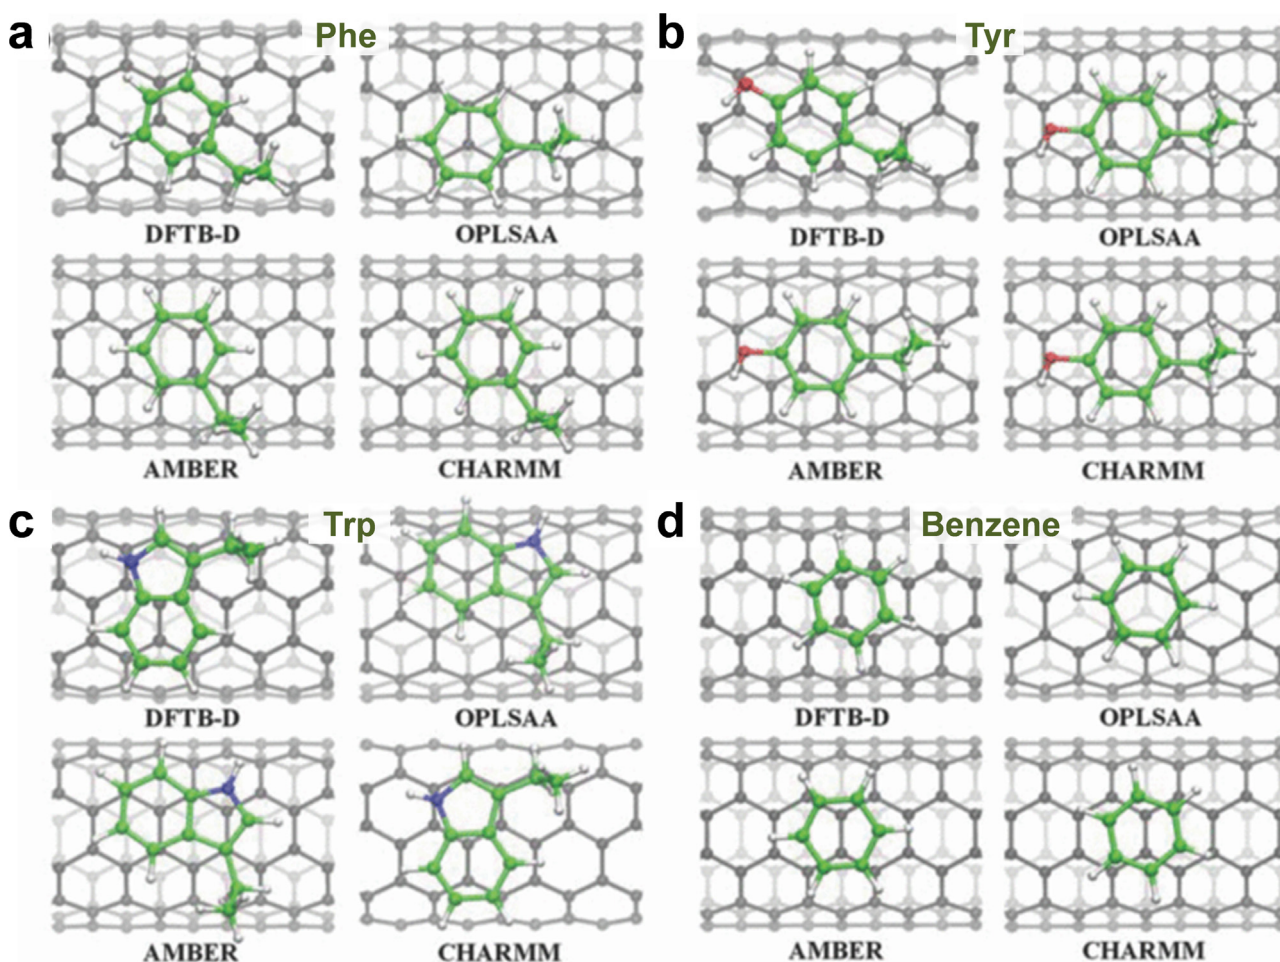 a Phe
DFTB-D OPLSAA
AMBER CHARMM
b Tyr
DFTB-D OPLSAA
AMBER CHARMM
c Trp
DFTB-D OPLSAA
AMBER CHARMM
d Benzene
DFTB-D OPLSAA
AMBER CHARMM